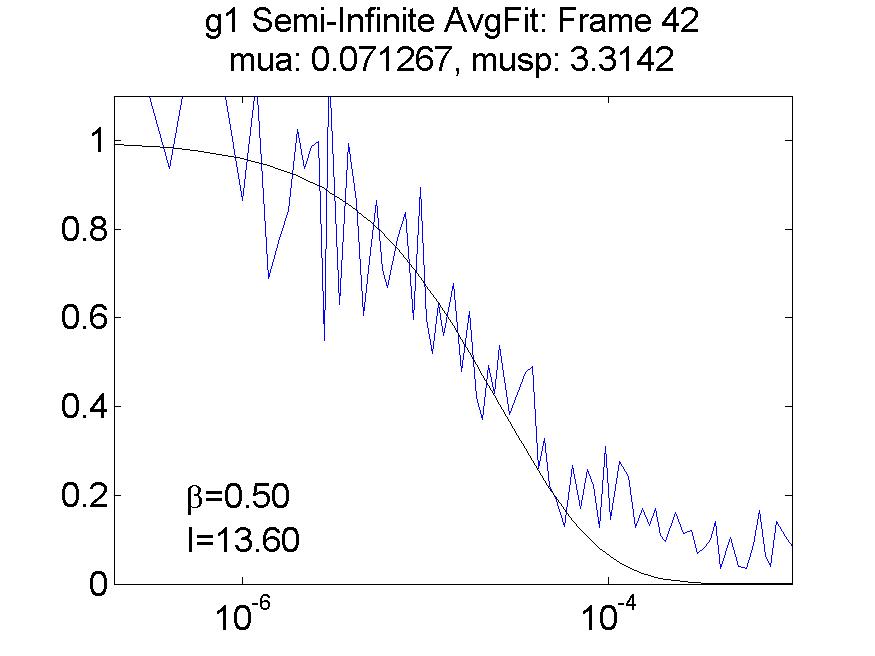 g1 Semi-Infinite AvgFit: Frame 42
mua: 0.071267, musp: 3.3142
1
0.8
0.6
0.4
0.2
0
β=0.50
I=13.60
10^-6
10^-4